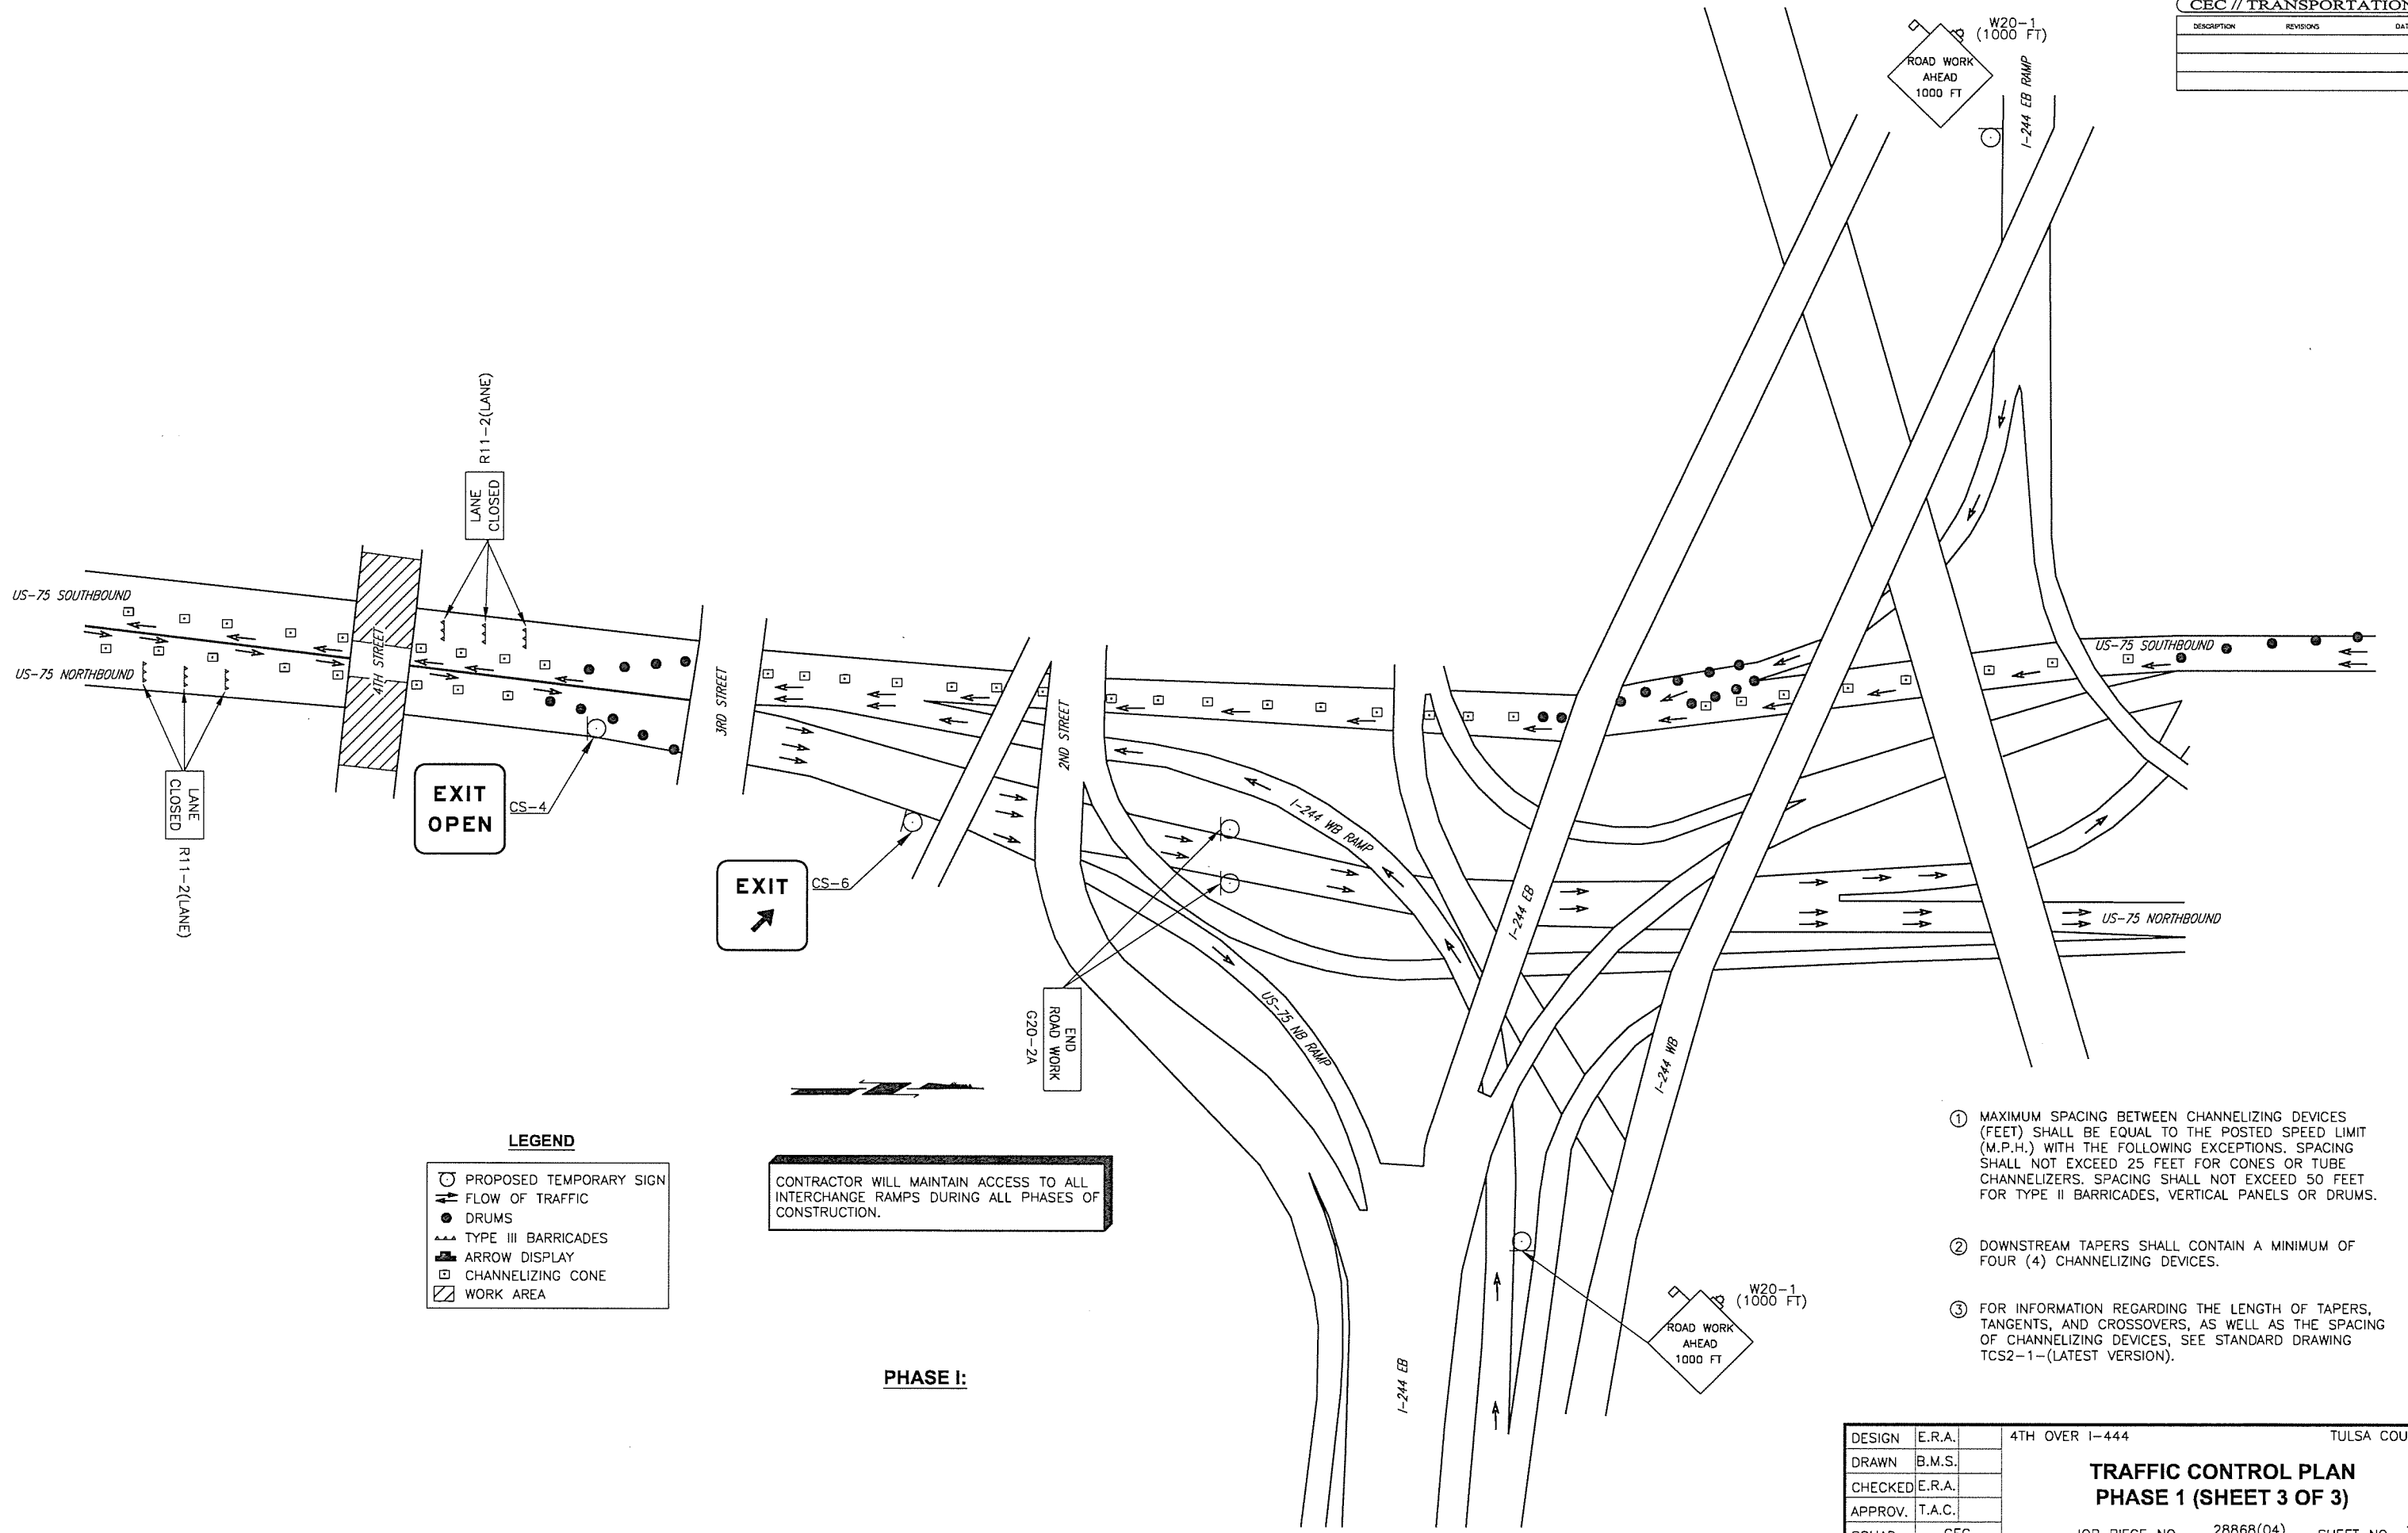 CEC // TRANSPORTATION
DESCRIPTION REVISIONS
W20-1
(1000 FT)
ROAD WORK
AHEAD
1000 FT
I-244 EB RAMP
R11-2(LANE)
LANE
CLOSED
US-75 SOUTHBOUND
US-75 NORTHBOUND
4TH STREET
3RD STREET
2ND STREET
US-75 SOUTHBOUND
LANE
CLOSED
R11-2(LANE)
EXIT
OPEN
CS-4
EXIT
CS-6
I-244 WB RAMP
I-244 EB
US-75 NORTHBOUND
END
ROAD WORK
G20-2A
US-75 NB RAMP
I-244 WB
LEGEND
PROPOSED TEMPORARY SIGN
FLOW OF TRAFFIC
DRUMS
TYPE III BARRICADES
ARROW DISPLAY
CHANNELIZING CONE
WORK AREA
CONTRACTOR WILL MAINTAIN ACCESS TO ALL
INTERCHANGE RAMPS DURING ALL PHASES OF
CONSTRUCTION.
PHASE I:
I-244 EB
W20-1
(1000 FT)
ROAD WORK
AHEAD
1000 FT
1 MAXIMUM SPACING BETWEEN CHANNELIZING DEVICES
(FEET) SHALL BE EQUAL TO THE POSTED SPEED LIMIT
(M.P.H.) WITH THE FOLLOWING EXCEPTIONS. SPACING
SHALL NOT EXCEED 25 FEET FOR CONES OR TUBE
CHANNELIZERS. SPACING SHALL NOT EXCEED 50 FEET
FOR TYPE II BARRICADES, VERTICAL PANELS OR DRUMS.
2 DOWNSTREAM TAPERS SHALL CONTAIN A MINIMUM OF
FOUR (4) CHANNELIZING DEVICES.
3 FOR INFORMATION REGARDING THE LENGTH OF TAPERS,
TANGENTS, AND CROSSOVERS, AS WELL AS THE SPACING
OF CHANNELIZING DEVICES, SEE STANDARD DRAWING
TCS2-1-(LATEST VERSION).
DESIGN E.R.A.
DRAWN B.M.S.
CHECKED E.R.A.
APPROV. T.A.C.
4TH OVER I-444 TULSA COU
TRAFFIC CONTROL PLAN
PHASE 1 (SHEET 3 OF 3)
28868(04)